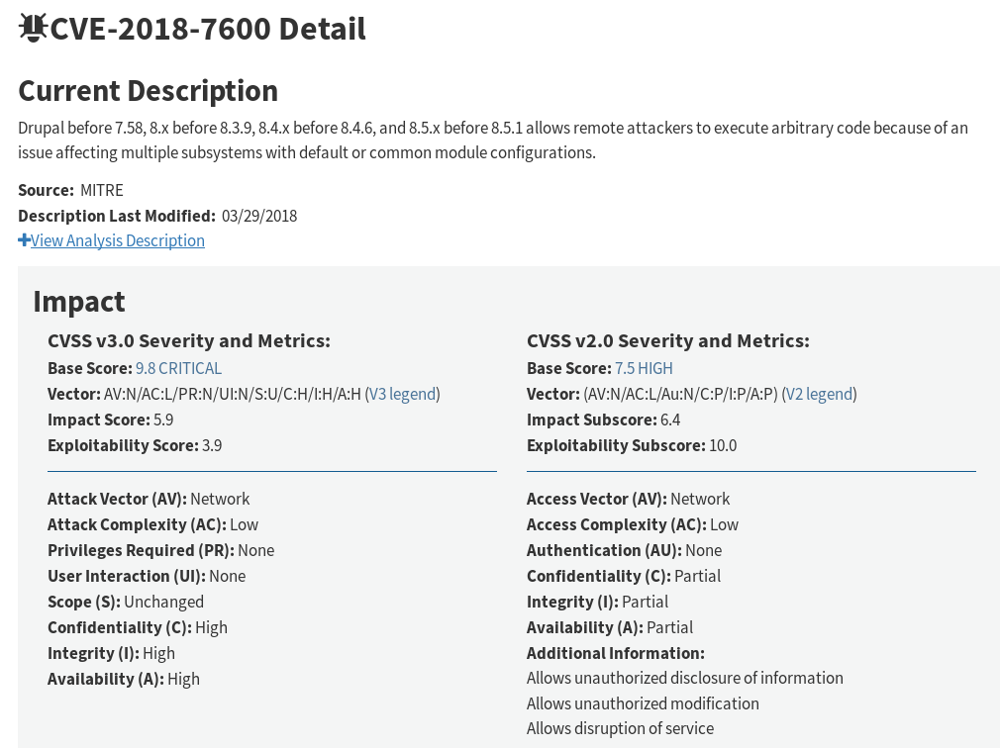 CVE-2018-7600 Detail
Current Description
Drupal before 7.58, 8.x before 8.3.9, 8.4.x before 8.4.6, and 8.5.x before 8.5.1 allows remote attackers to execute arbitrary code because of an
issue affecting multiple subsystems with default or common module configurations.
Source: MITRE
Description Last Modified: 03/29/2018
View Analysis Description
Impact
CVSS v3.0 Severity and Metrics:
Base Score: 9.8 CRITICAL
Vector: AV:N/AC:L/PR:N/UI:N/S:U/C:H/I:H/A:H (V3 legend)
Impact Score: 5.9
Exploitability Score: 3.9
Attack Vector (AV): Network
Attack Complexity (AC): Low
Privileges Required (PR): None
User Interaction (UI): None
Scope (S): Unchanged
Confidentiality (C): High
Integrity (I): High
Availability (A): High
CVSS v2.0 Severity and Metrics:
Base Score: 7.5 HIGH
Vector: (AV:N/AC:L/Au:N/C:P/I:P/A:P) (V2 legend)
Impact Subscore: 6.4
Exploitability Subscore: 10.0
Access Vector (AV): Network
Access Complexity (AC): Low
Authentication (AU): None
Confidentiality (C): Partial
Integrity (I): Partial
Availability (A): Partial
Additional Information:
Allows unauthorized disclosure of information
Allows unauthorized modification
Allows disruption of service